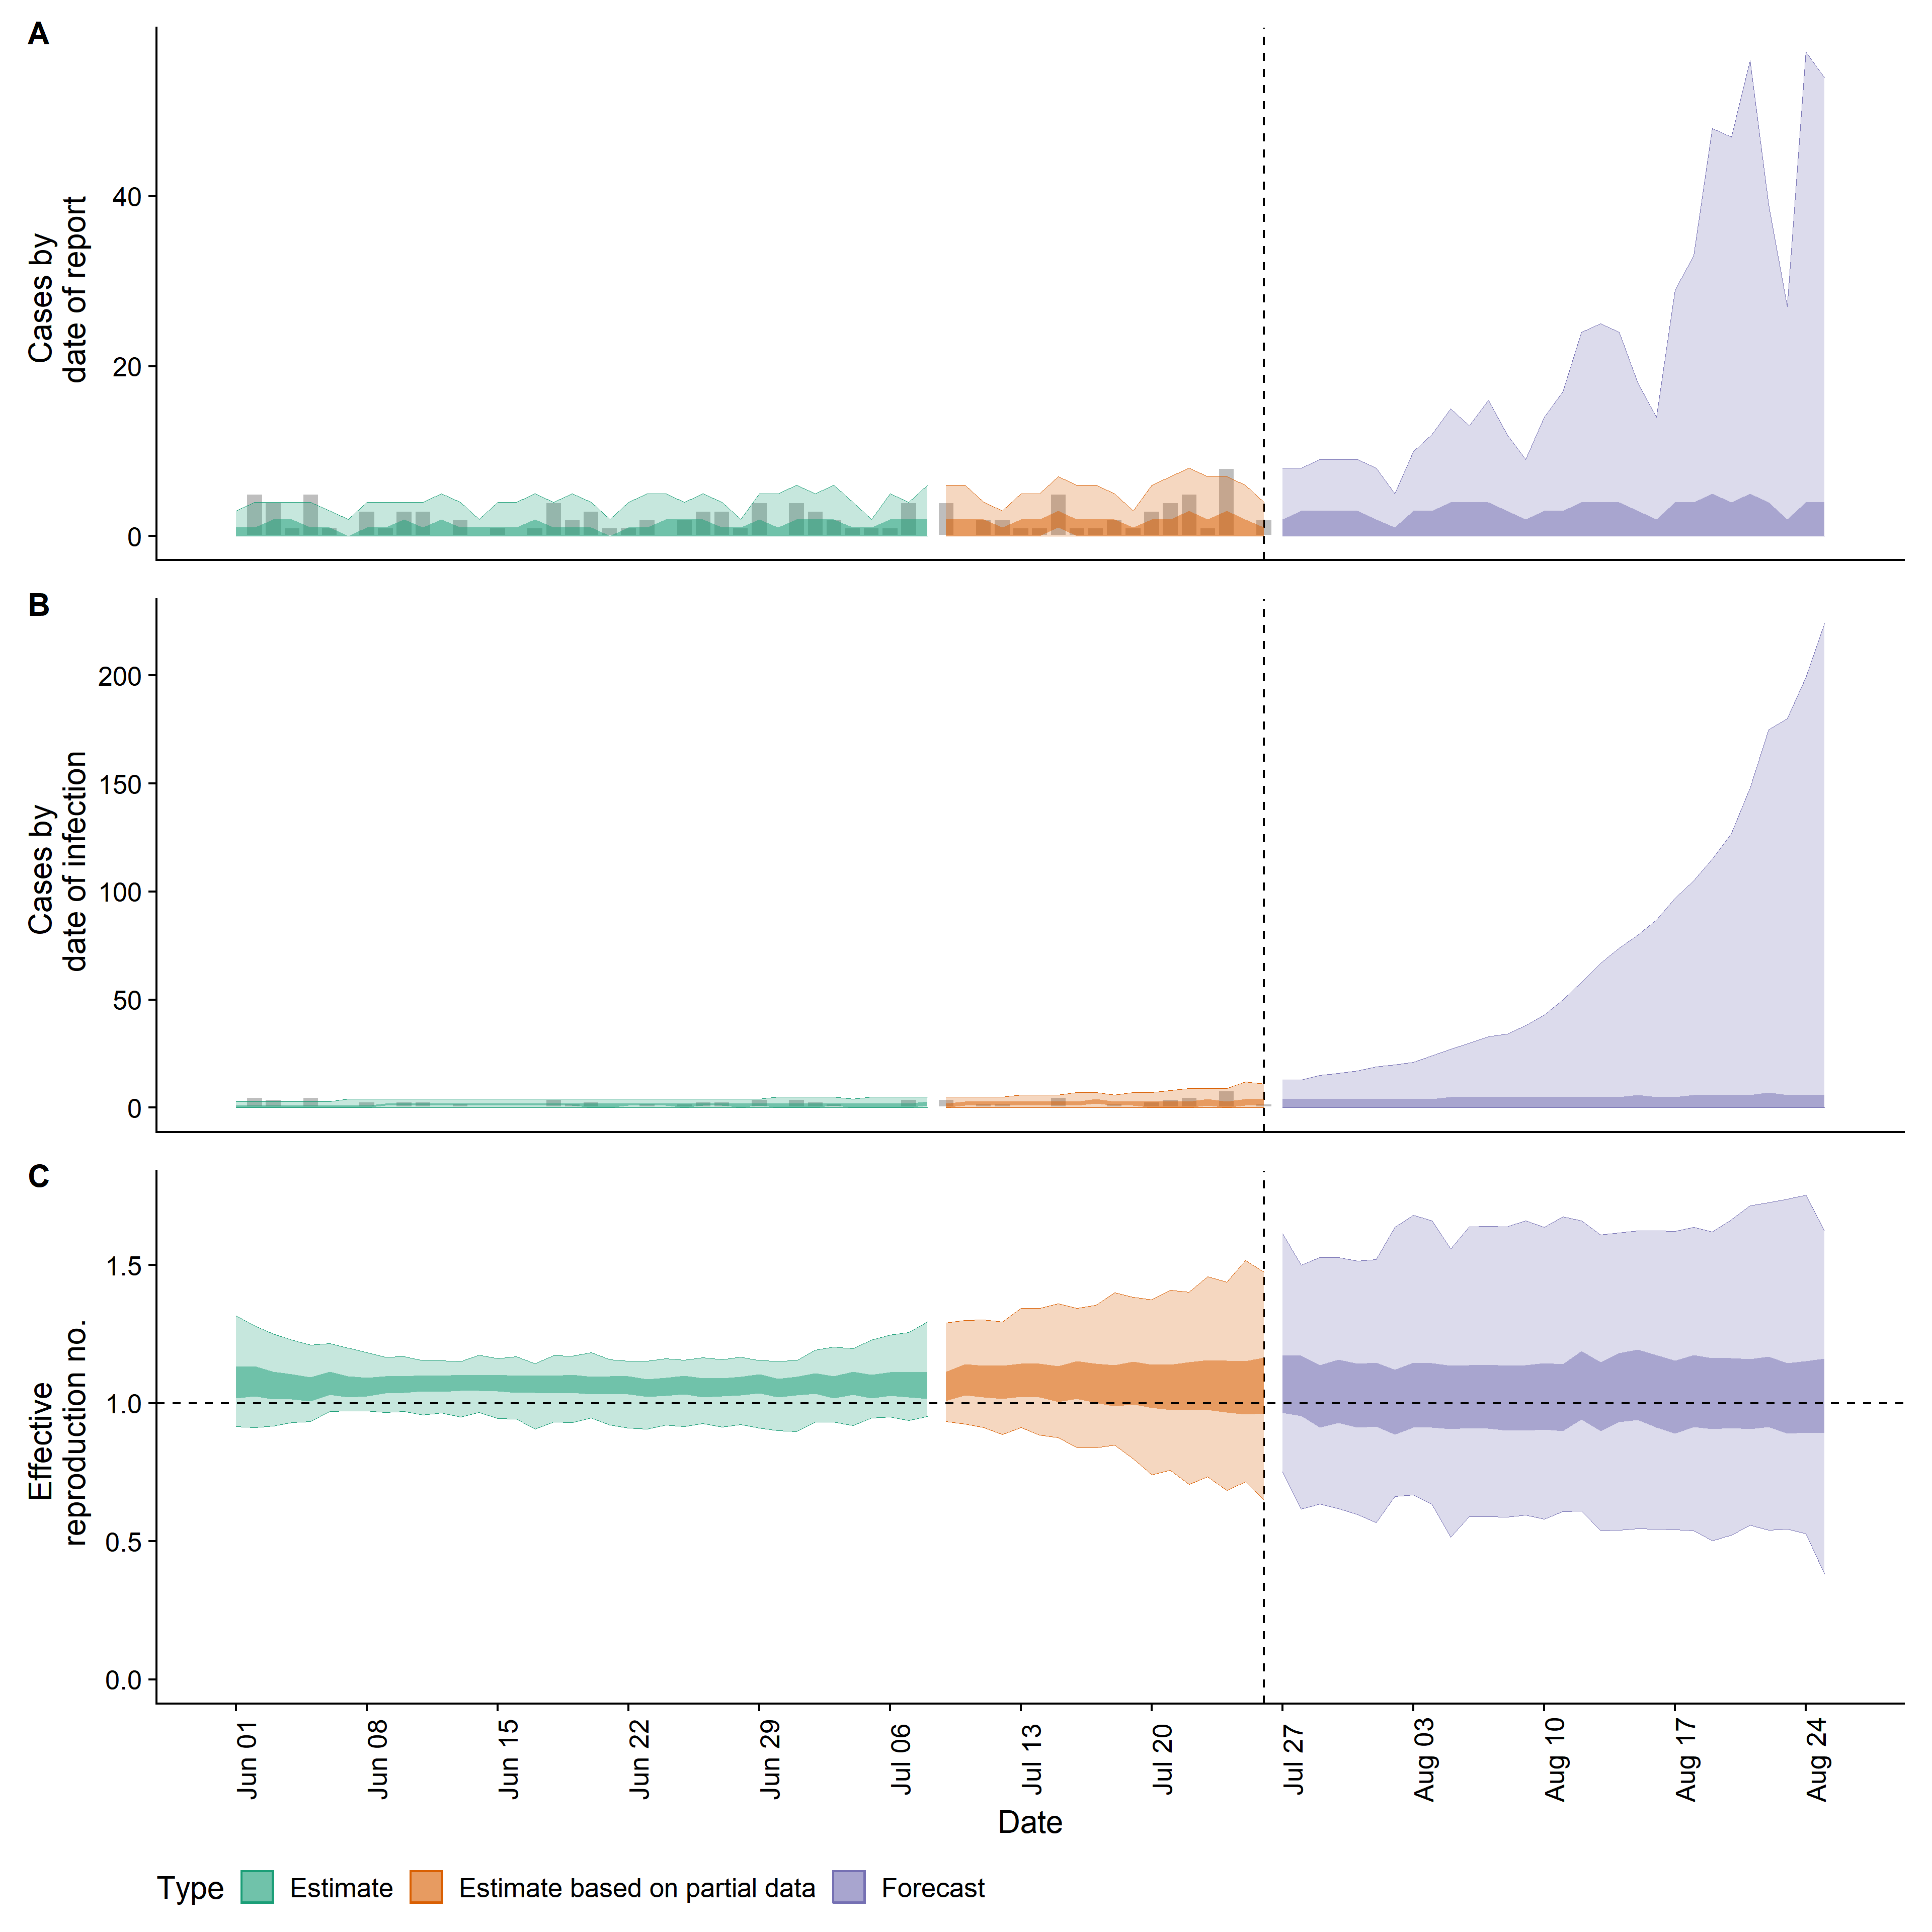 A
Cases by
date of report
40
20
0
B
Cases by
date of infection
200
150
100
50
0
C
Effective
reproduction no.
1.5
1.0
0.5
0.0
Jun 01
Jun 08
Jun 15
Jun 22
Jun 29
Jul 06
Jul 13
Jul 20
Jul 27
Aug 03
Aug 10
Aug 17
Aug 24
Date
Type Estimate Estimate based on partial data Forecast